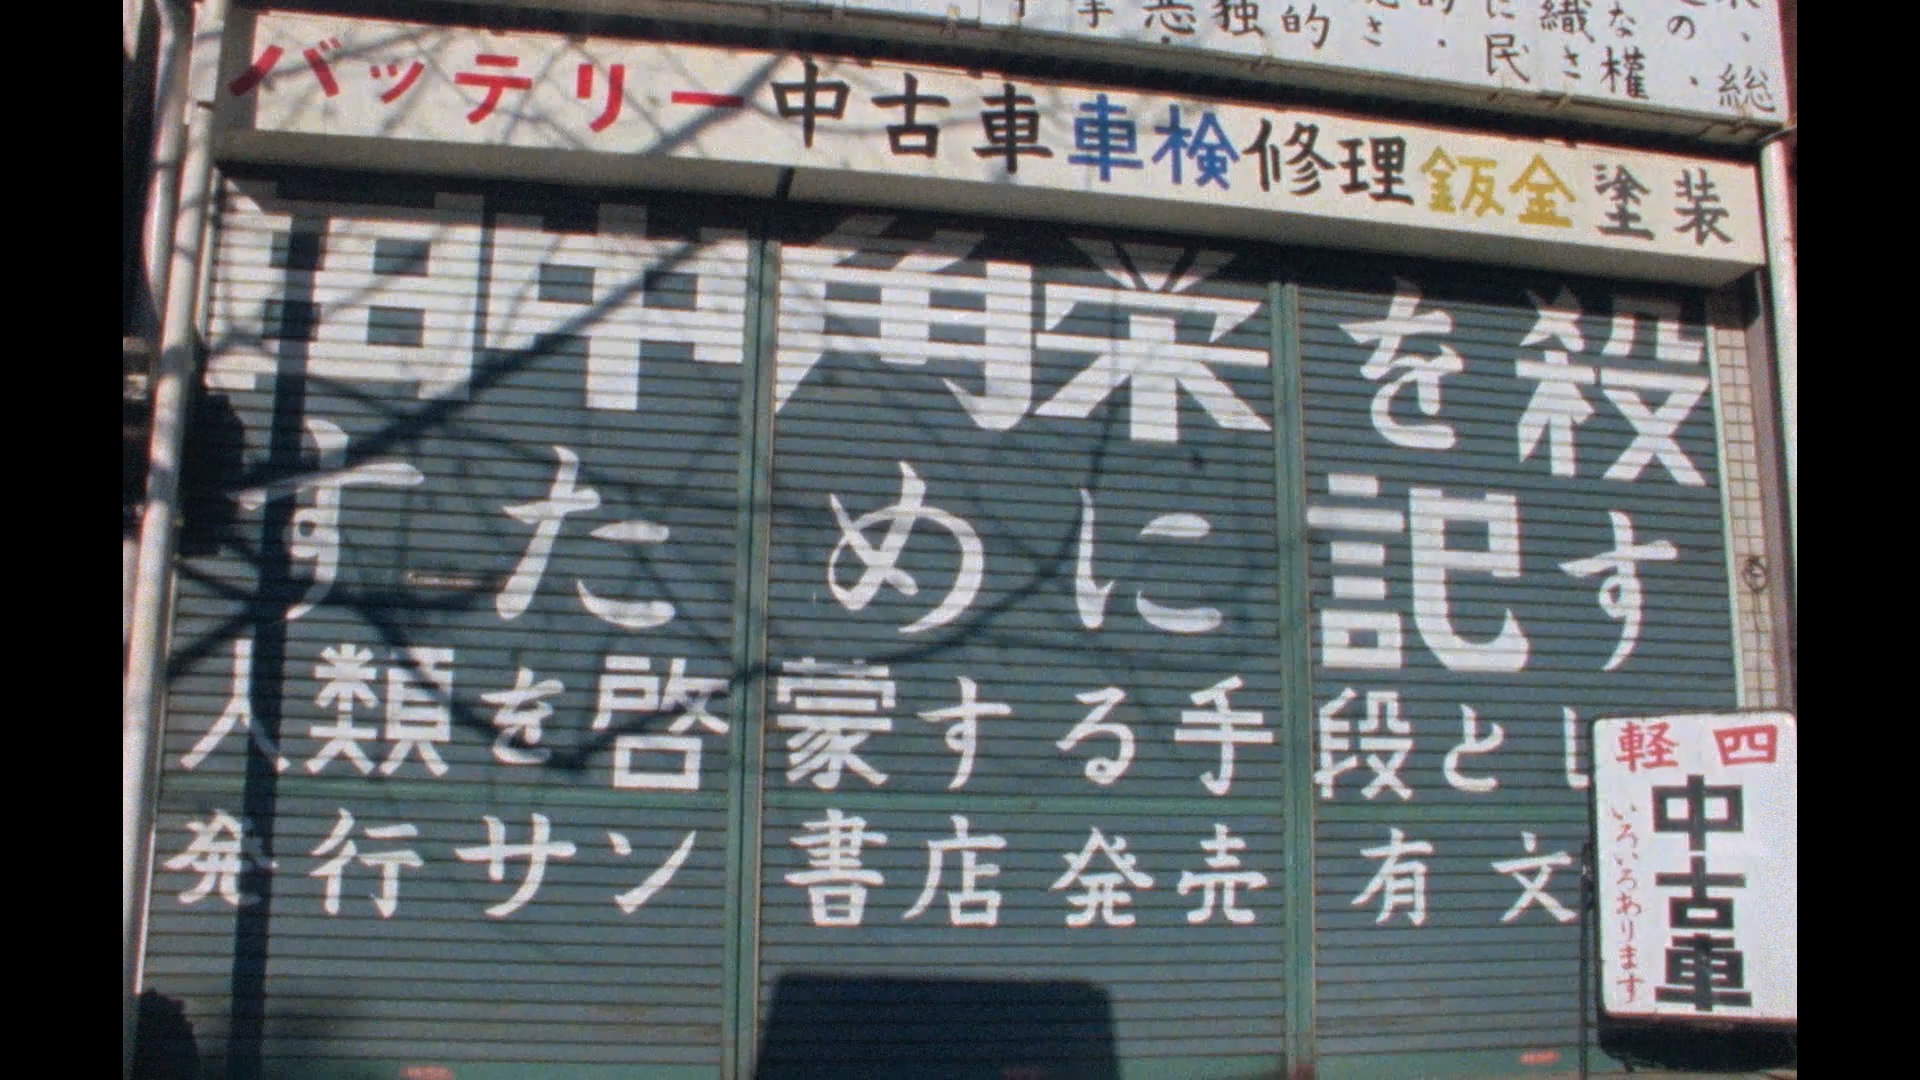 バッテリー中古車車検修理鈑金塗装
田中角栄を殺
すために記す
人類を啓蒙する手段とし
発行サン書店発売有文
軽四
中古車
いろいろあります